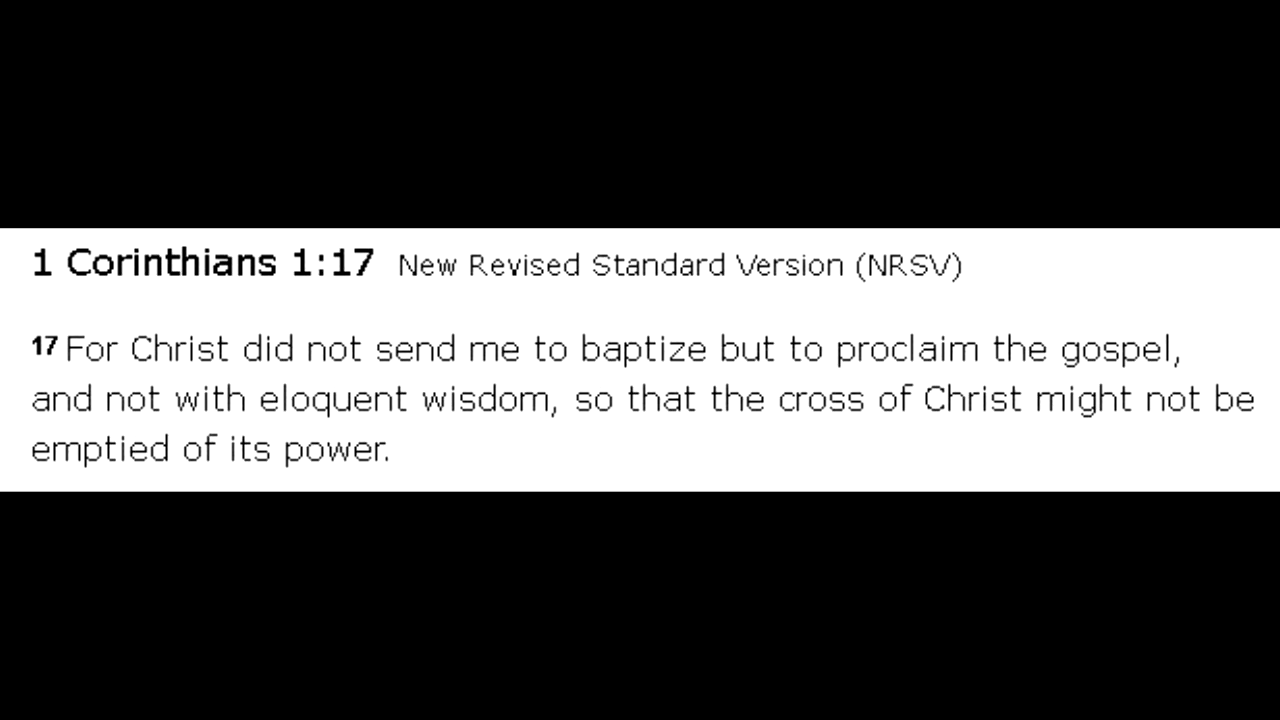 1 Corinthians 1:17 New Revised Standard Version (NRSV)
17 For Christ did not send me to baptize but to proclaim the gospel,
and not with eloquent wisdom, so that the cross of Christ might not be
emptied of its power.